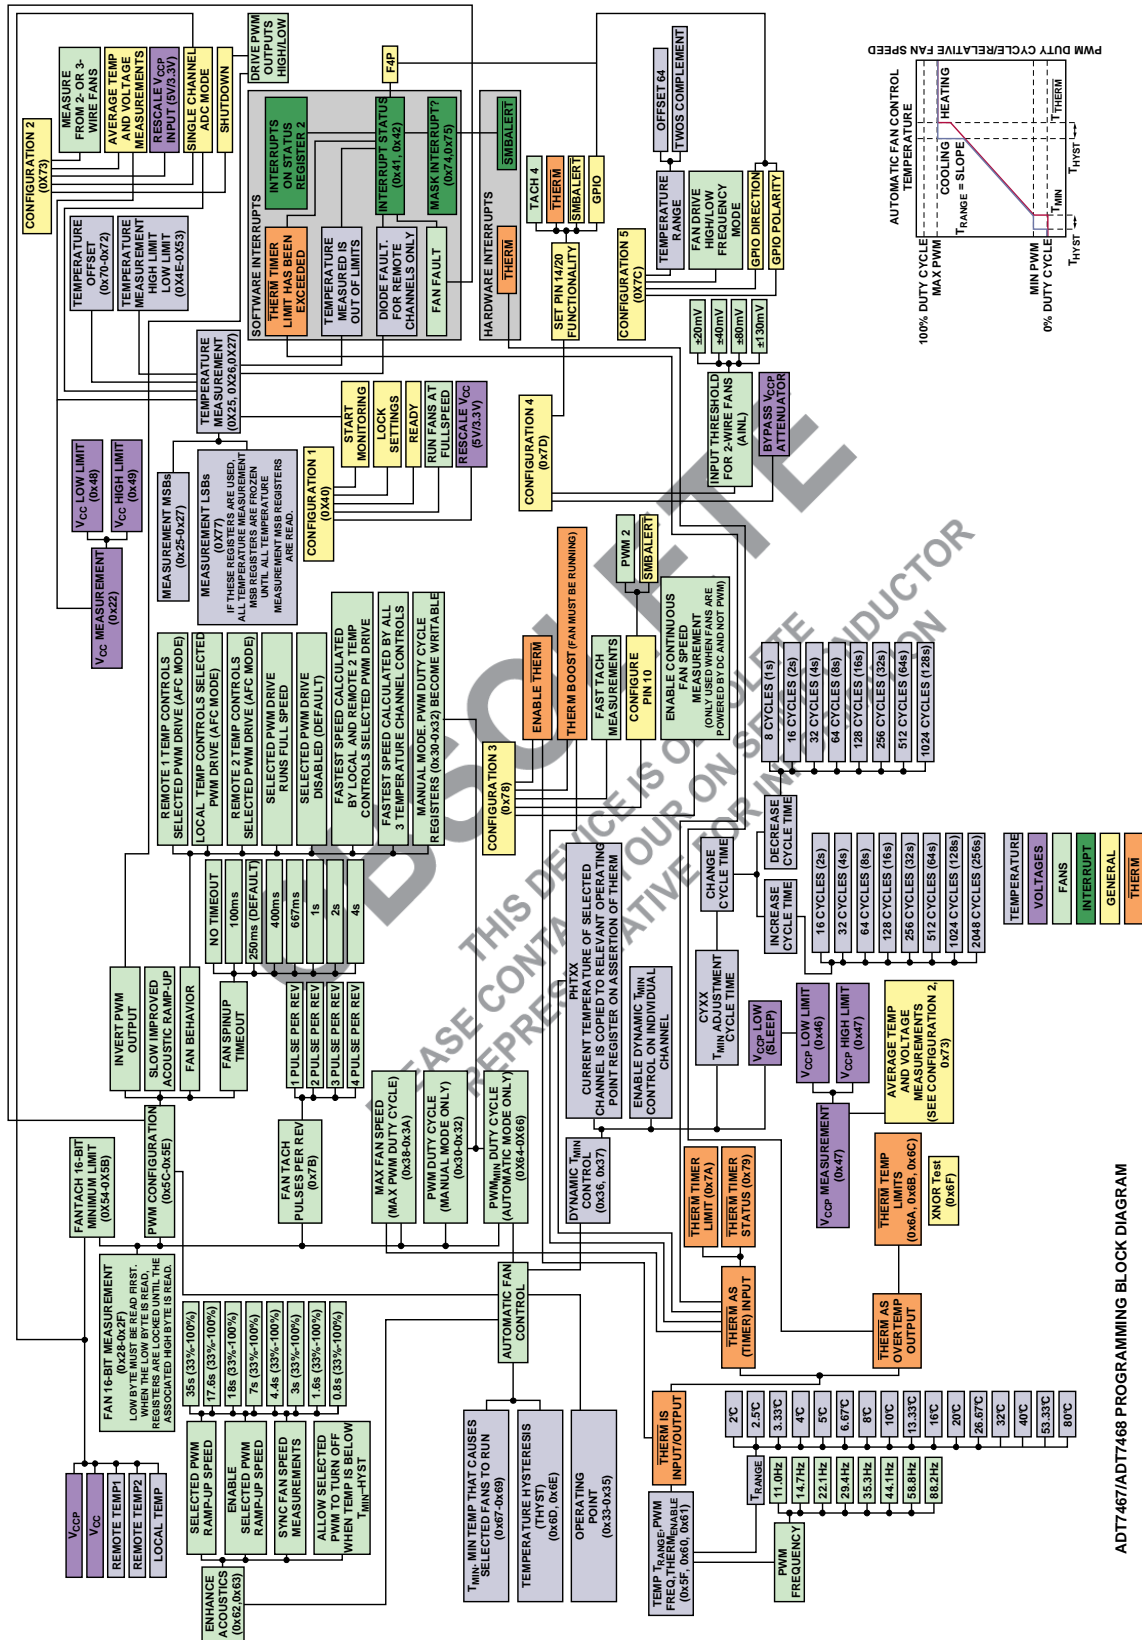 VCCP
VCC
REMOTE TEMP1
REMOTE TEMP2
LOCAL TEMP
FAN 16-BIT MEASUREMENT
(0x28-0x2F)
LOW BYTE MUST BE READ FIRST.
WHEN THE LOW BYTE IS READ,
REGISTERS ARE LOCKED UNTIL THE
ASSOCIATED HIGH BYTE IS READ.
FANTACH 16-BIT
MINIMUM LIMIT
(0X54-0X5B)
PWM CONFIGURATION
(0x5C-0x5E)
INVERT PWM
OUTPUT
SLOW IMPROVED
ACOUSTIC RAMP-UP
FAN BEHAVIOR
REMOTE 1 TEMP CONTROLS
SELECTED PWM DRIVE (AFC MODE)
LOCAL TEMP CONTROLS SELECTED
PWM DRIVE (AFC MODE)
REMOTE 2 TEMP CONTROLS
SELECTED PWM DRIVE (AFC MODE)
SELECTED PWM DRIVE
RUNS FULL SPEED
SELECTED PWM DRIVE
DISABLED (DEFAULT)
FASTEST SPEED CALCULATED
BY LOCAL AND REMOTE 2 TEMP
CONTROLS SELECTED PWM DRIVE
FASTEST SPEED CALCULATED BY ALL
3 TEMPERATURE CHANNEL CONTROLS
MANUAL MODE. PWM DUTY CYCLE
REGISTERS (0x30-0x32) BECOME WRITABLE
FAN SPINUP
TIMEOUT
NO TIMEOUT
100ms
250ms (DEFAULT)
400ms
667ms
1s
2s
4s
FAN TACH
PULSES PER REV
(0x7B)
1 PULSE PER REV
2 PULSE PER REV
3 PULSE PER REV
4 PULSE PER REV
ENHANCE
ACOUSTICS
(0x62,0x63)
SELECTED PWM
RAMP-UP SPEED
ENABLE
SELECTED PWM
RAMP-UP SPEED
SYNC FAN SPEED
MEASUREMENTS
ALLOW SELECTED
PWM TO TURN OFF
WHEN TEMP IS BELOW
TMIN–HYST
35s (33%-100%)
17.6s (33%-100%)
18s (33%-100%)
7s (33%-100%)
4.4s (33%-100%)
3s (33%-100%)
1.6s (33%-100%)
0.8s (33%-100%)
MAX FAN SPEED
(MAX PWM DUTY CYCLE)
(0x38-0x3A)
PWM DUTY CYCLE
(MANUAL MODE ONLY)
(0x30-0x32)
PWMMIN DUTY CYCLE
(AUTOMATIC MODE ONLY)
(0X64-0X66)
AUTOMATIC FAN
CONTROL
TMIN- MIN TEMP THAT CAUSES
SELECTED FANS TO RUN
(0x67-0x69)
TEMPERATURE HYSTERESIS
(THYST)
(0x6D, 0x6E)
OPERATING
POINT
(0x33-0x35)
DYNAMIC TMIN
CONTROL
(0x36, 0x37)
PHTXX
CURRENT TEMPERATURE OF SELECTED
CHANNEL IS COPIED TO RELEVANT OPERATING
POINT REGISTER ON ASSERTION OF THERM
ENABLE DYNAMIC TMIN
CONTROL ON INDIVIDUAL
CHANNEL
CYXX
TMIN ADJUSTMENT
CYCLE TIME
CHANGE
CYCLE TIME
INCREASE
CYCLE TIME
DECREASE
CYCLE TIME
8 CYCLES (1s)
16 CYCLES (2s)
32 CYCLES (4s)
64 CYCLES (8s)
128 CYCLES (16s)
256 CYCLES (32s)
512 CYCLES (64s)
1024 CYCLES (128s)
16 CYCLES (2s)
32 CYCLES (4s)
64 CYCLES (8s)
128 CYCLES (16s)
256 CYCLES (32s)
512 CYCLES (64s)
1024 CYCLES (128s)
2048 CYCLES (256s)
VCCP LOW
(SLEEP)
VCCP MEASUREMENT
(0x47)
VCCP LOW LIMIT
(0x46)
VCCP HIGH LIMIT
(0x47)
AVERAGE TEMP
AND VOLTAGE
MEASUREMENTS
(SEE CONFIGURATION 2,
0x73)
THERM IS
INPUT/OUTPUT
THERM AS
(TIMER) INPUT
THERM TIMER
LIMIT (0x7A)
THERM TIMER
STATUS (0x79)
THERM AS
OVERTEMP
OUTPUT
THERM TEMP
LIMITS
(0x6A, 0x6B, 0x6C)
XNOR Test
(0x6F)
TEMP TRANGE,PWM
FREQ,THERMENABLE
(0x5F, 0x60, 0x61)
TRANGE
2°C
2.5°C
3.33°C
4°C
5°C
6.67°C
8°C
10°C
13.33°C
16°C
20°C
26.67°C
32°C
40°C
53.33°C
80°C
PWM
FREQUENCY
11.0Hz
14.7Hz
22.1Hz
29.4Hz
35.3Hz
44.1Hz
58.8Hz
88.2Hz
CONFIGURATION 3
(0x78)
ENABLE THERM
THERM BOOST (FAN MUST BE RUNNING)
FAST TACH
MEASUREMENTS
CONFIGURE
PIN 10
PWM 2
SMBALERT
ENABLE CONTINUOUS
FAN SPEED
MEASUREMENT
(ONLY USED WHEN FANS ARE
POWERED BY DC AND NOT PWM)
VCC MEASUREMENT
(0x22)
VCC LOW LIMIT
(0x48)
VCC HIGH LIMIT
(0x49)
MEASUREMENT MSBs
(0x25-0x27)
MEASUREMENT LSBs
(0X77)
IF THESE REGISTERS ARE USED,
ALL TEMPERATURE MEASUREMENT
MSB REGISTERS ARE FROZEN
UNTIL ALL TEMPERATURE
MEASUREMENT MSB REGISTERS
ARE READ.
TEMPERATURE
MEASUREMENT
(0X25, 0X26,0X27)
TEMPERATURE
OFFSET
(0x70-0x72)
TEMPERATURE
MEASUREMENT
HIGH LIMIT
LOW LIMIT
(0X4E-0X53)
CONFIGURATION 1
(0X40)
START
MONITORING
LOCK
SETTINGS
READY
RUN FANS AT
FULLSPEED
RESCALE VCC
(5V/3.3V)
CONFIGURATION 2
(0X73)
MEASURE
FROM 2- OR 3-
WIRE FANS
AVERAGE TEMP
AND VOLTAGE
MEASUREMENTS
RESCALE VCCP
INPUT (5V/3.3V)
SINGLE CHANNEL
ADC MODE
SHUTDOWN
DRIVE PWM
OUTPUTS
HIGH/LOW
SOFTWARE INTERRUPTS
INTERRUPTS
ON STATUS
REGISTER 2
THERM TIMER
LIMIT HAS BEEN
EXCEEDED
TEMPERATURE
MEASURED IS
OUT OF LIMITS
DIODE FAULT.
FOR REMOTE
CHANNELS ONLY
INTERRUPT STATUS
(0x41, 0x42)
F4P
MASK INTERRUPT?
(0x74,0x75)
FAN FAULT
HARDWARE INTERRUPTS
SMBALERT
THERM
SET PIN 14/20
FUNCTIONALITY
TACH 4
THERM
SMBALERT
GPIO
CONFIGURATION 4
(0x7D)
CONFIGURATION 5
(0X7C)
TEMPERATURE
RANGE
OFFSET 64
TWOS COMPLEMENT
FAN DRIVE
HIGH/LOW
FREQUENCY
MODE
GPIO DIRECTION
GPIO POLARITY
INPUT THRESHOLD
FOR 2-WIRE FANS
(AINL)
±20mV
±40mV
±80mV
±130mV
BYPASS VCCP
ATTENUATOR
PWM DUTY CYCLE/RELATIVE FAN SPEED
AUTOMATIC FAN CONTROL
TEMPERATURE
100% DUTY CYCLE
MAX PWM
MIN PWM
0% DUTY CYCLE
HEATING
COOLING
TRANGE = SLOPE
TTHERM
THYST
TMIN
THYST
TEMPERATURE
VOLTAGES
FANS
INTERRUPT
GENERAL
THERM
ADT7467/ADT7468 PROGRAMMING BLOCK DIAGRAM
OBSOLETE
THIS DEVICE IS OBSOLETE
PLEASE CONTACT YOUR ON SEMICONDUCTOR
REPRESENTATIVE FOR INFORMATION